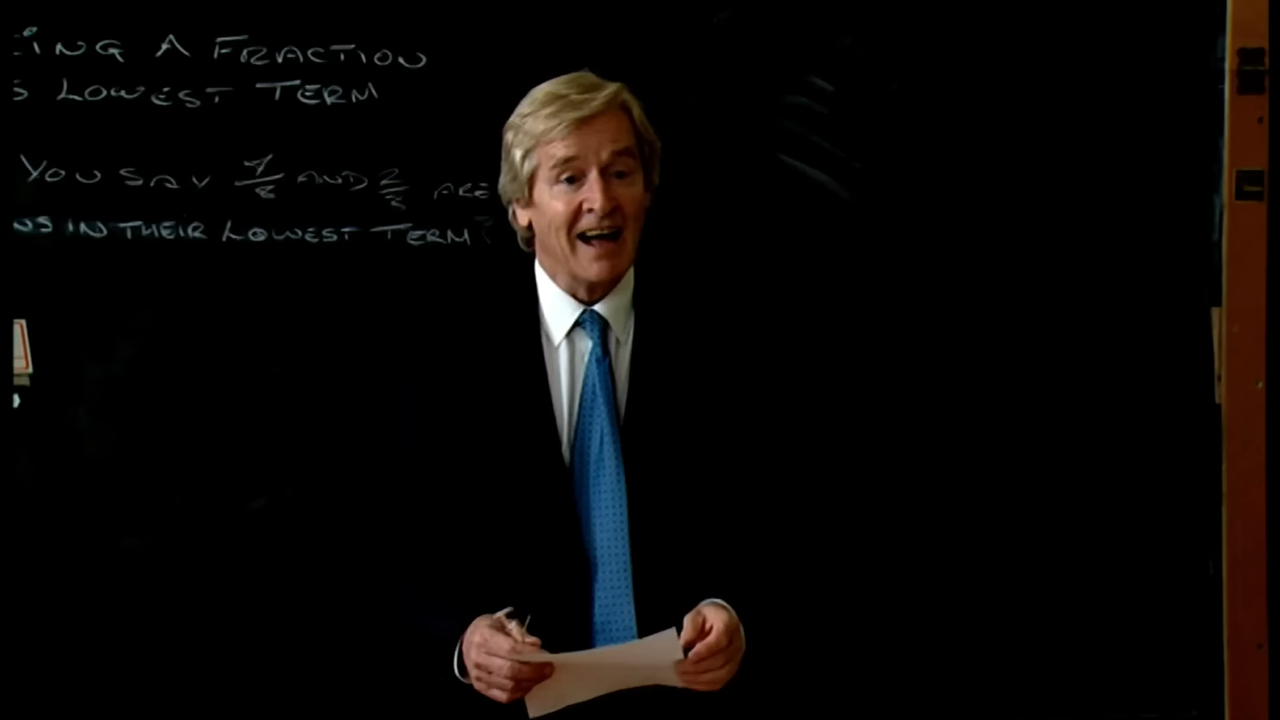 ING A FRACTION
S LOWEST TERM
YOU SAY 7/8 AND 2/3 ARE
NS IN THEIR LOWEST TERM?